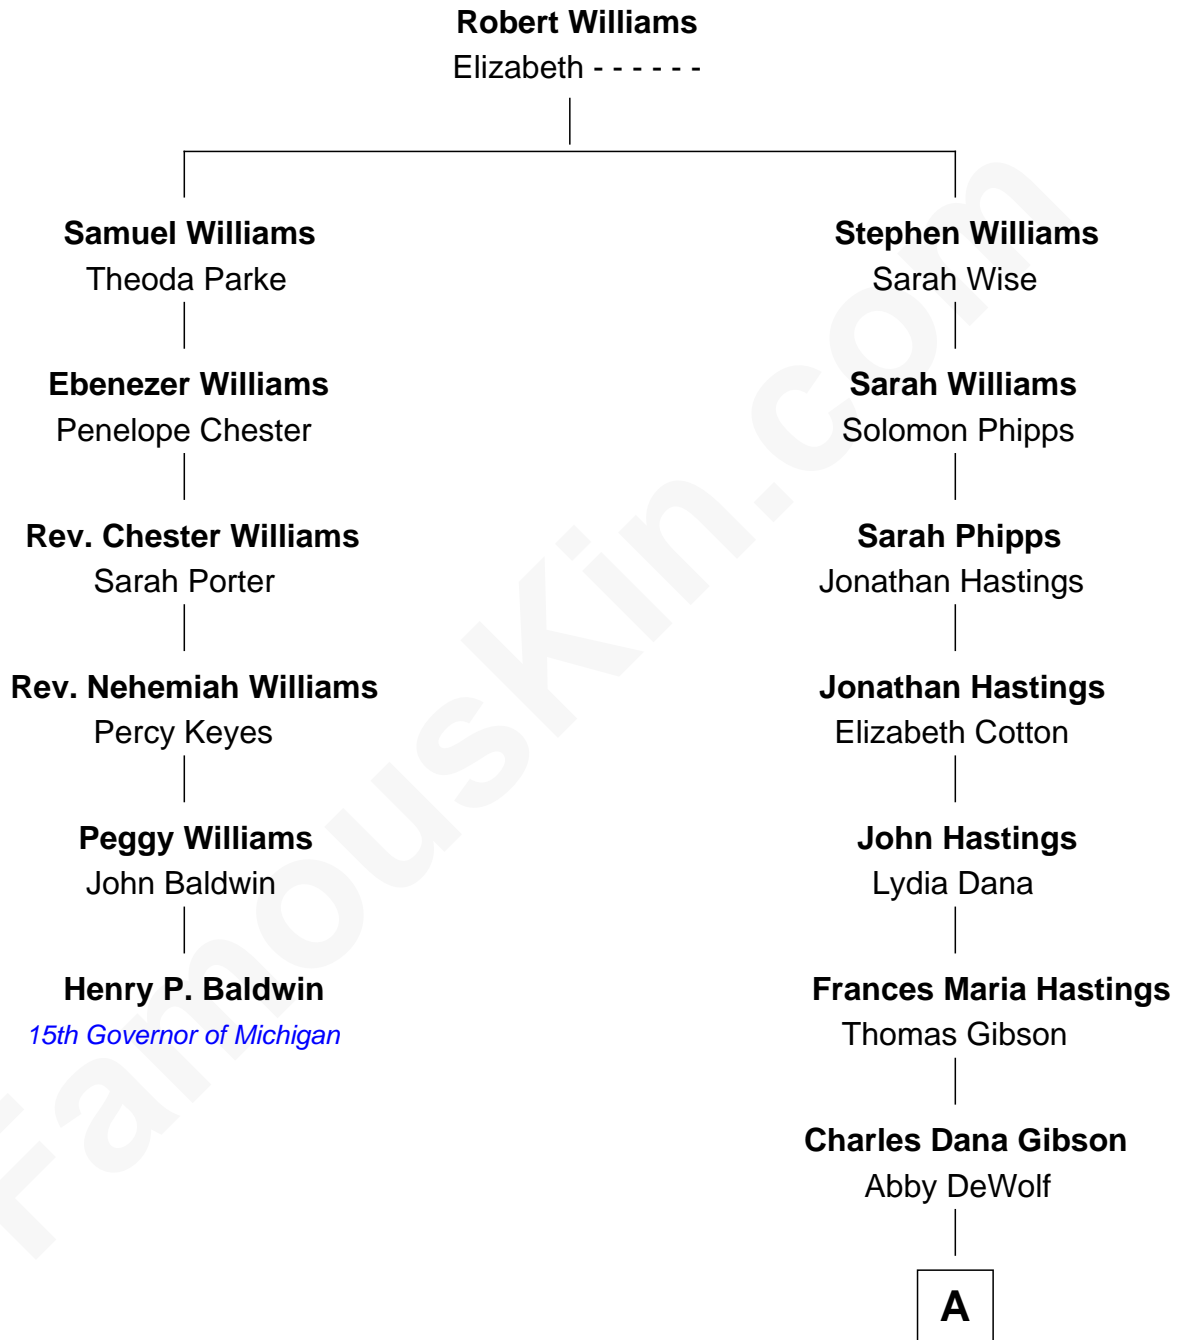 Robert Williams
Elizabeth - - - - - -
Samuel Williams
Theoda Parke
Ebenezer Williams
Penelope Chester
Rev. Chester Williams
Sarah Porter
Rev. Nehemiah Williams
Percy Keyes
Peggy Williams
John Baldwin
Henry P. Baldwin
15th Governor of Michigan
Stephen Williams
Sarah Wise
Sarah Williams
Solomon Phipps
Sarah Phipps
Jonathan Hastings
Jonathan Hastings
Elizabeth Cotton
John Hastings
Lydia Dana
Frances Maria Hastings
Thomas Gibson
Charles Dana Gibson
Abby DeWolf
A
FamousKin.com